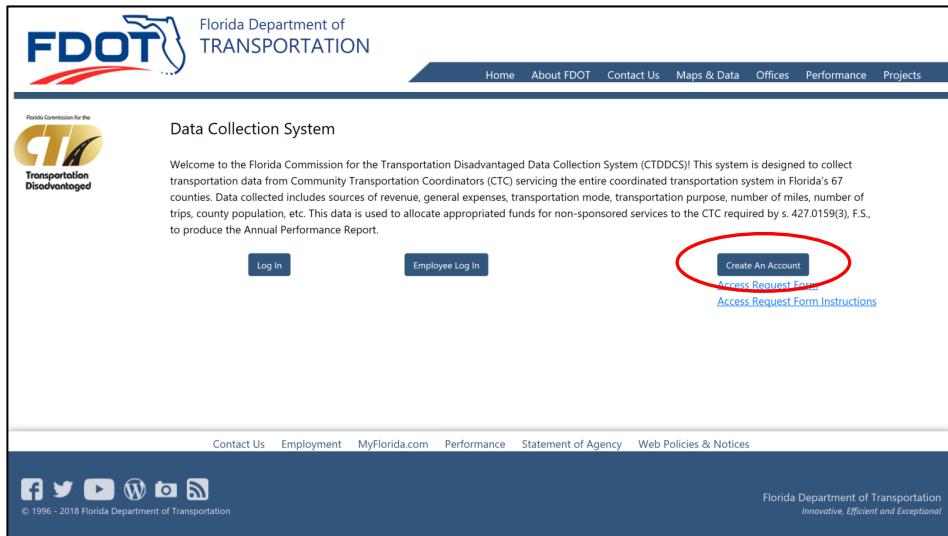 FDOT
Florida Department of
TRANSPORTATION
Home About FDOT Contact Us Maps & Data Offices Performance Projects
Florida Commission for the
CTD
Transportation
Disadvantaged
Data Collection System
Welcome to the Florida Commission for the Transportation Disadvantaged Data Collection System (CTDDCS)! This system is designed to collect
transportation data from Community Transportation Coordinators (CTC) servicing the entire coordinated transportation system in Florida's 67
counties. Data collected includes sources of revenue, general expenses, transportation mode, transportation purpose, number of miles, number of
trips, county population, etc. This data is used to allocate appropriated funds for non-sponsored services to the CTC required by s. 427.0159(3), F.S.,
to produce the Annual Performance Report.
Log In Employee Log In Create An Account
Access Request Form
Access Request Form Instructions
Contact Us Employment MyFlorida.com Performance Statement of Agency Web Policies & Notices
© 1996 - 2018 Florida Department of Transportation
Florida Department of Transportation
Innovative, Efficient and Exceptional